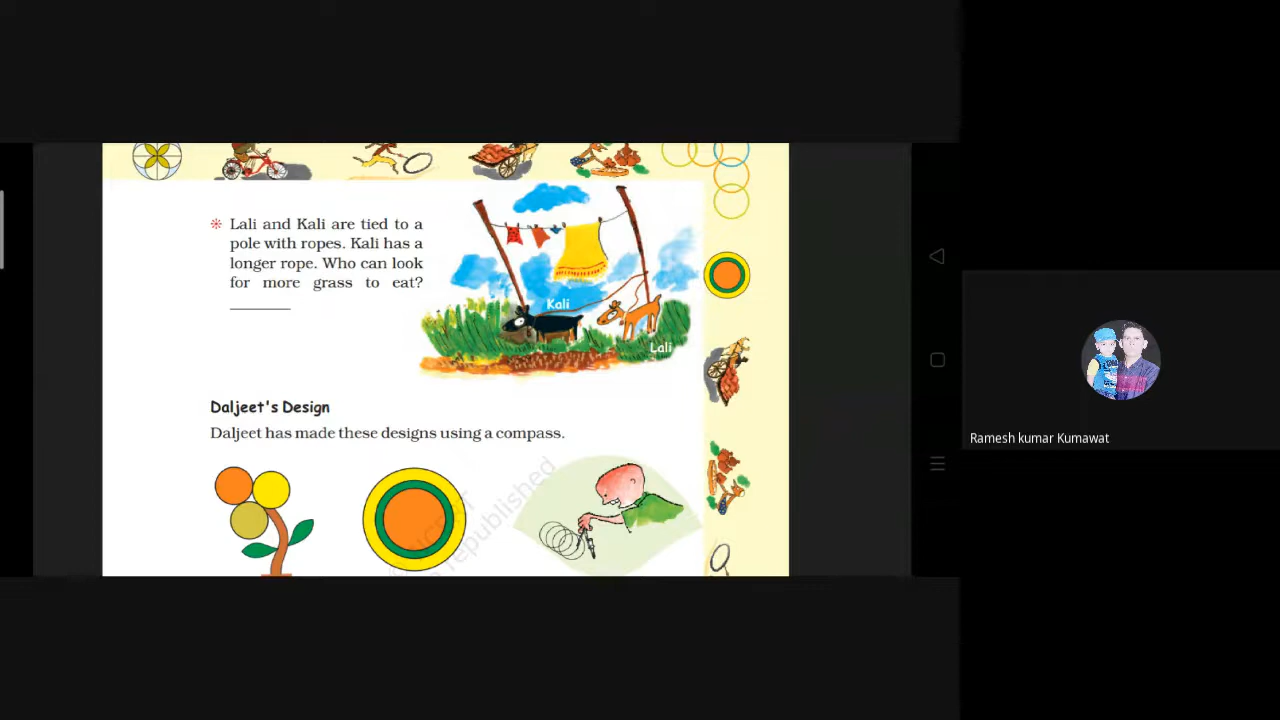 Lali and Kali are tied to a
pole with ropes. Kali has a
longer rope. Who can look
for more grass to eat?
Kali
Lali
Daljeet's Design
Daljeet has made these designs using a compass.
republished
Ramesh kumar Kumawat